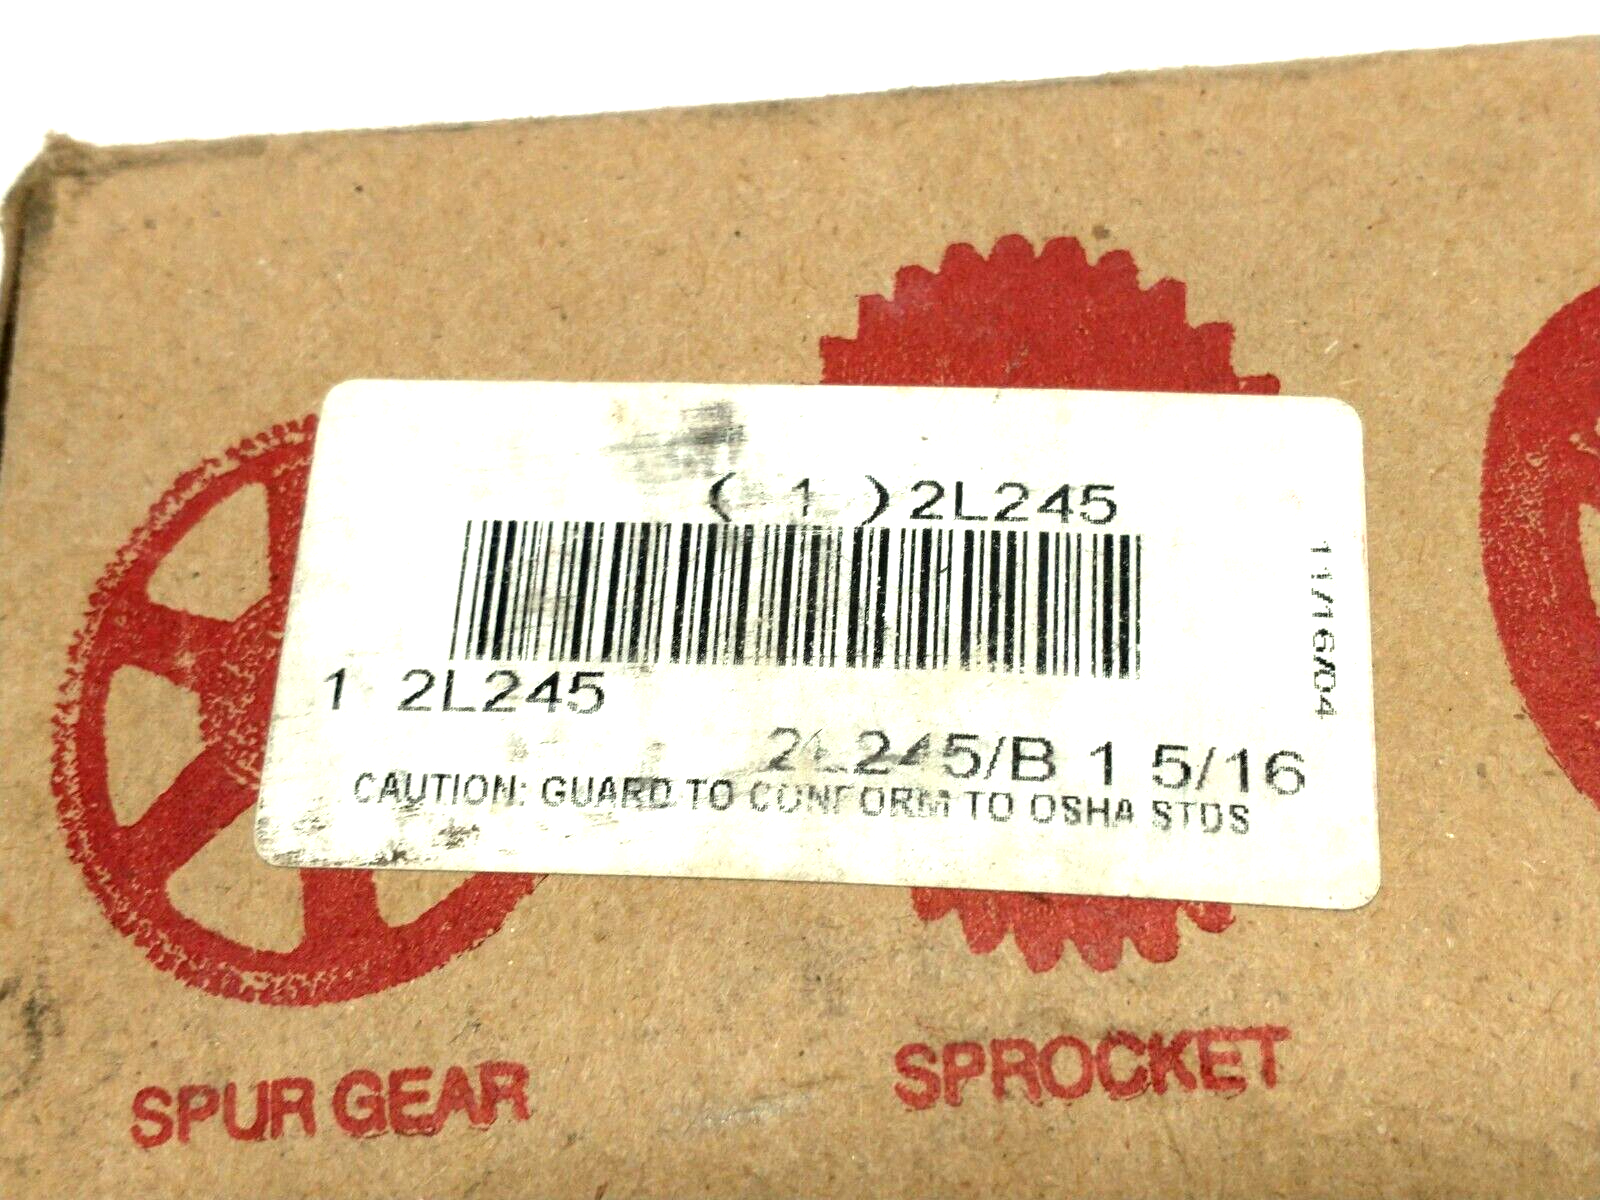 ( 1 ) 2L245
11/16/04
1 2L245
2L245/B 1 5/16
CAUTION: GUARD TO CONFORM TO OSHA STDS
SPUR GEAR
SPROCKET